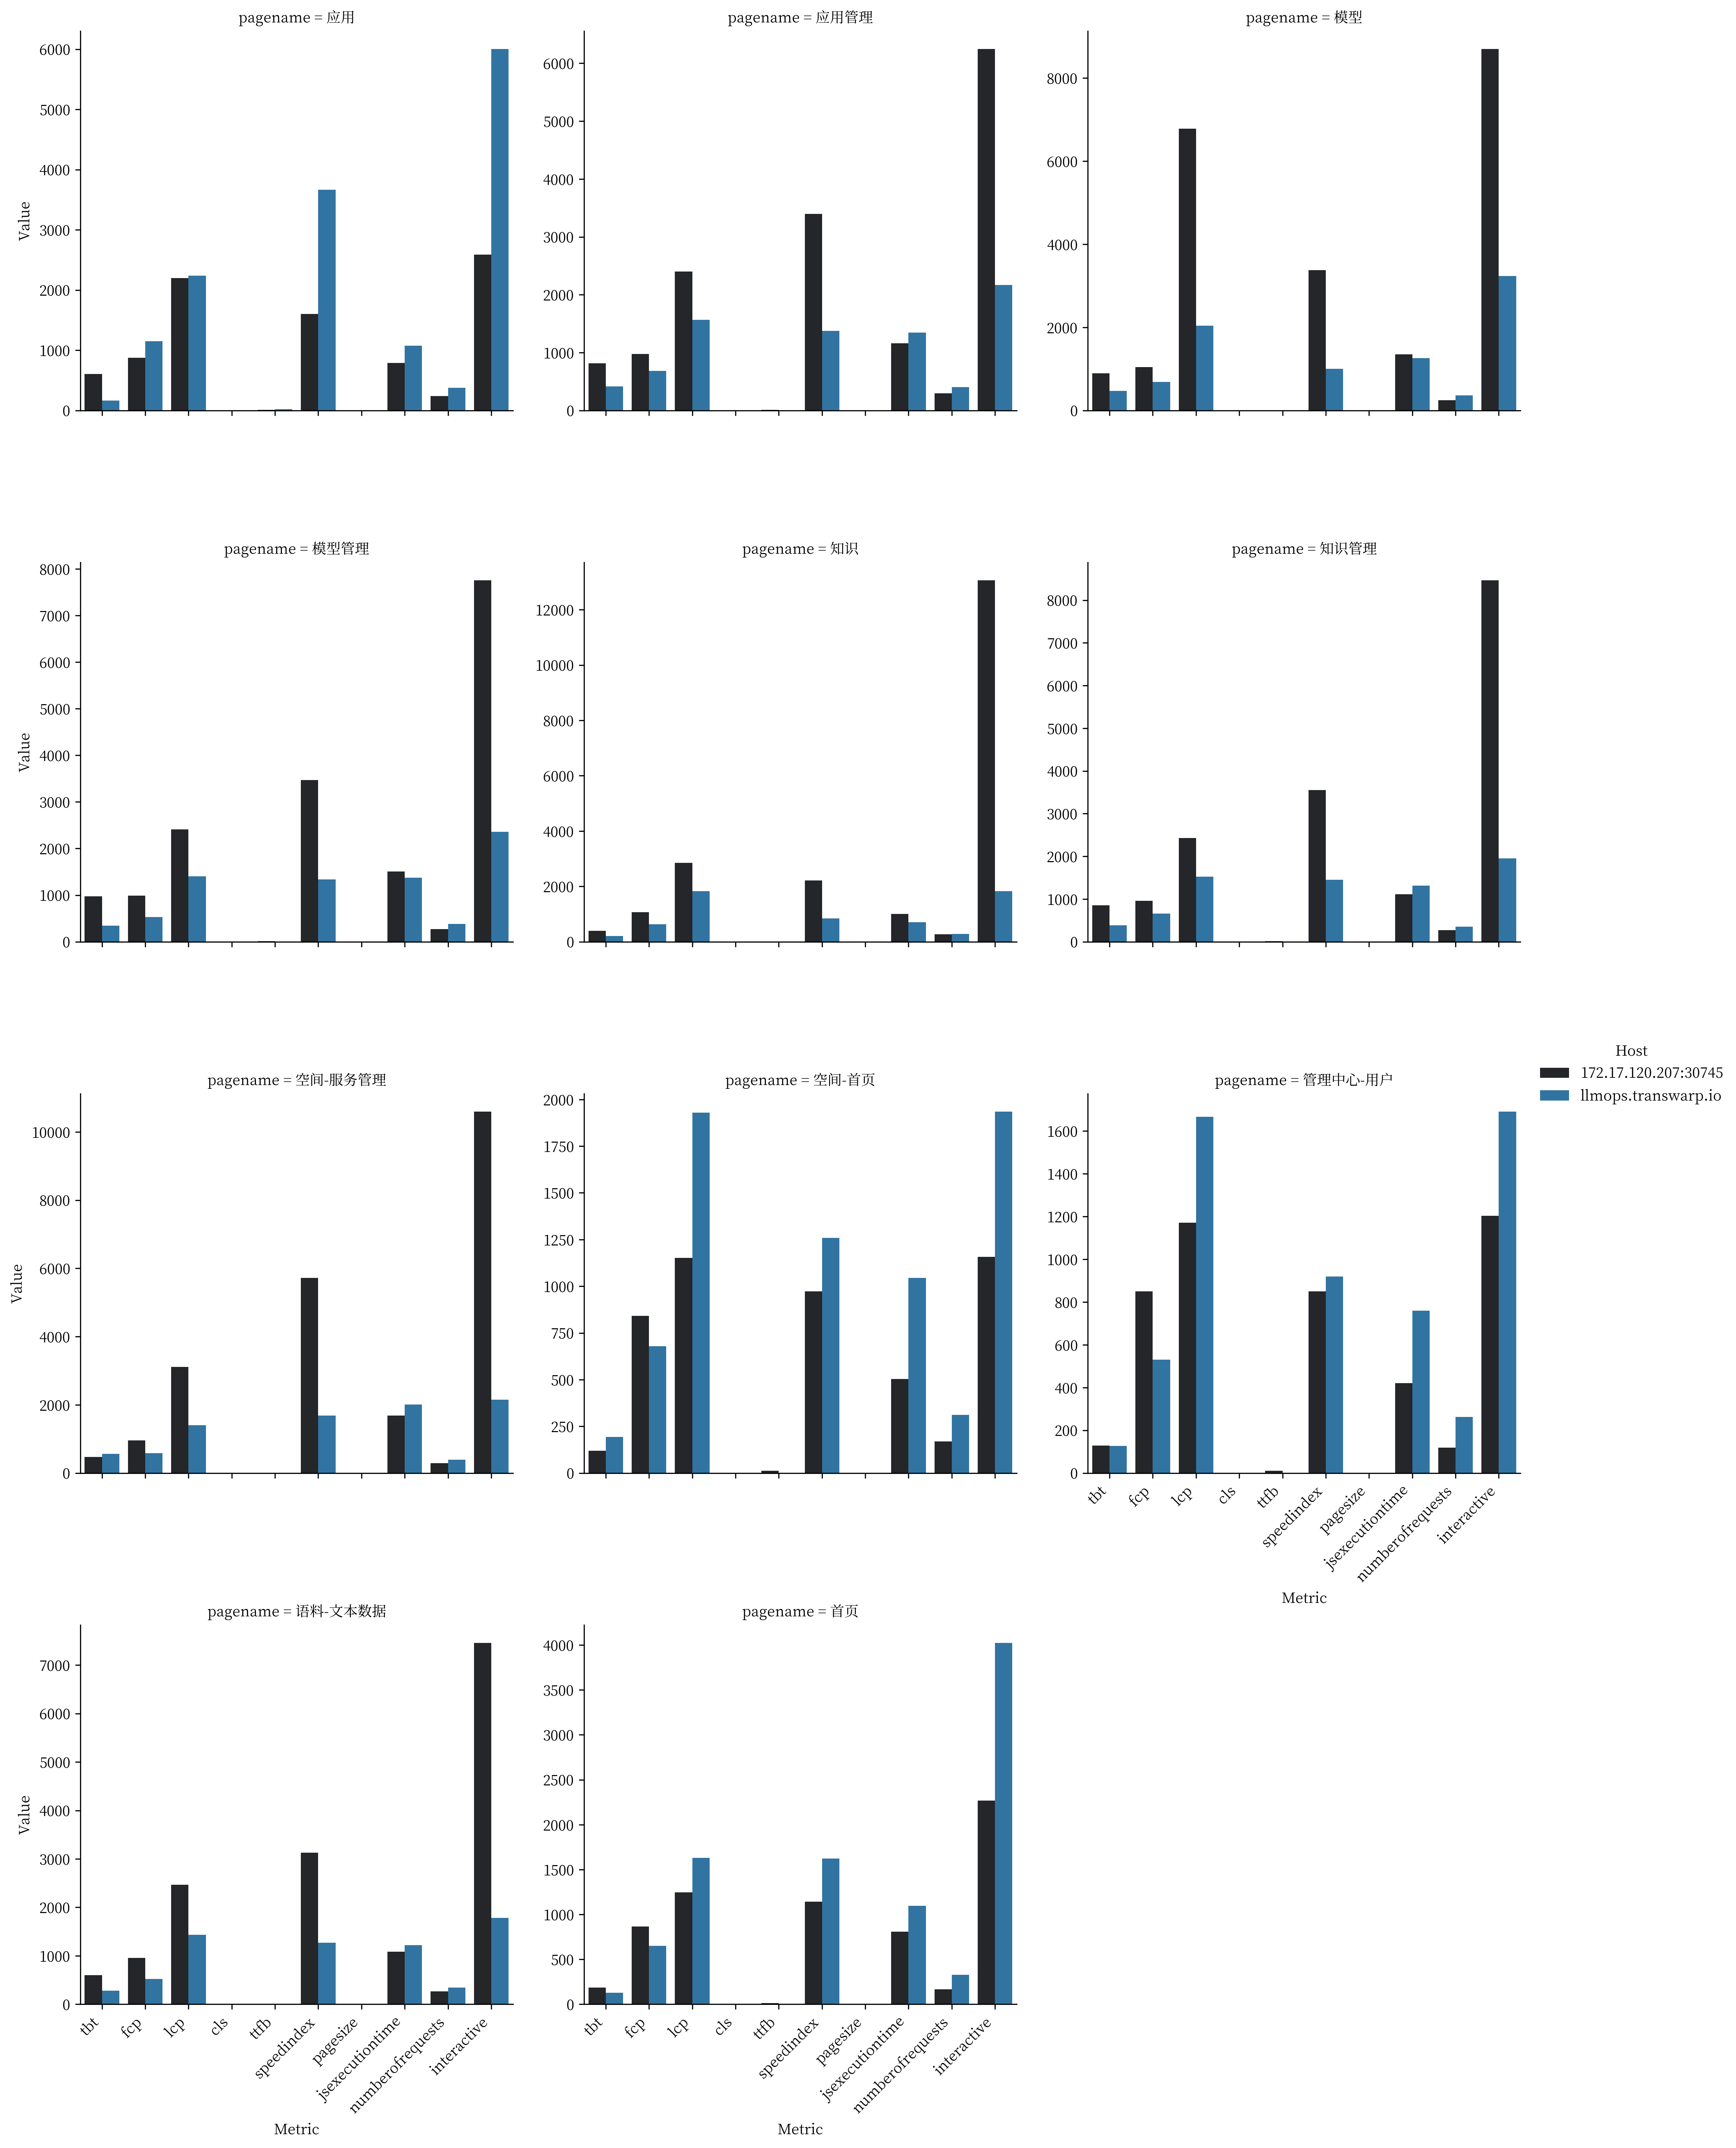 pagename = 应用
6000
5000
4000
3000
2000
1000
0
Value
pagename = 应用管理
6000
5000
4000
3000
2000
1000
0
pagename = 模型
8000
6000
4000
2000
0
pagename = 模型管理
8000
7000
6000
5000
4000
3000
2000
1000
0
Value
pagename = 知识
12000
10000
8000
6000
4000
2000
0
pagename = 知识管理
8000
7000
6000
5000
4000
3000
2000
1000
0
Host
172.17.120.207:30745
llmops.transwarp.io
pagename = 空间-服务管理
10000
8000
6000
4000
2000
0
Value
pagename = 空间-首页
2000
1750
1500
1250
1000
750
500
250
0
pagename = 管理中心-用户
1600
1400
1200
1000
800
600
400
200
0
tbt
fcp
lcp
cls
ttfb
speedindex
pagesize
jsexecutiontime
numberofrequests
interactive
Metric
pagename = 语料-文本数据
7000
6000
5000
4000
3000
2000
1000
0
Value
tbt
fcp
lcp
cls
ttfb
speedindex
pagesize
jsexecutiontime
numberofrequests
interactive
Metric
pagename = 首页
4000
3500
3000
2500
2000
1500
1000
500
0
tbt
fcp
lcp
cls
ttfb
speedindex
pagesize
jsexecutiontime
numberofrequests
interactive
Metric